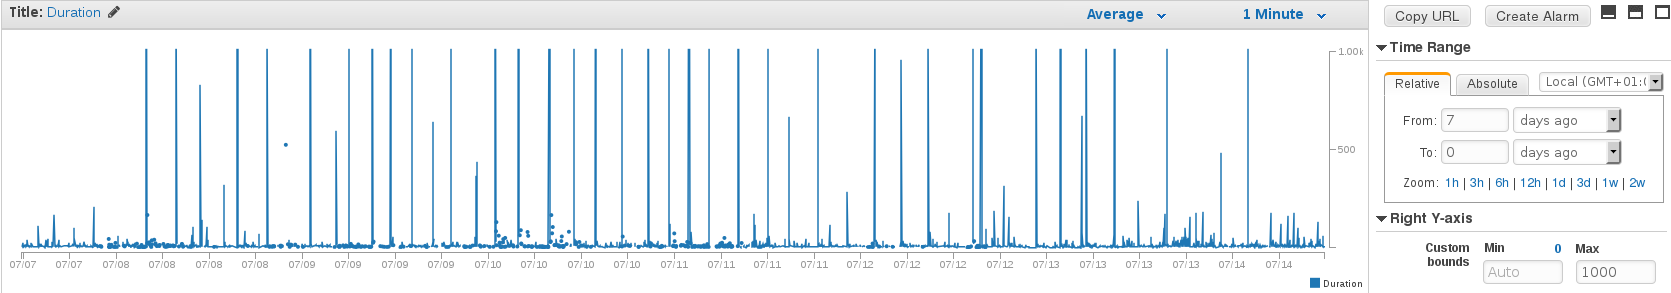 Title: Duration
Average
1 Minute
1.00k
500
07/07 07/07 07/08 07/08 07/08 07/08 07/09 07/09 07/09 07/09 07/10 07/10 07/10 07/10 07/11 07/11 07/11 07/11 07/12 07/12 07/12 07/12 07/13 07/13 07/13 07/13 07/14 07/14
Duration
Copy URL Create Alarm
Time Range
Relative Absolute Local (GMT+01:(
From: 7 days ago
To: 0 days ago
Zoom: 1h | 3h | 6h | 12h | 1d | 3d | 1w | 2w
Right Y-axis
Custom bounds Min 0 Max
Auto 1000